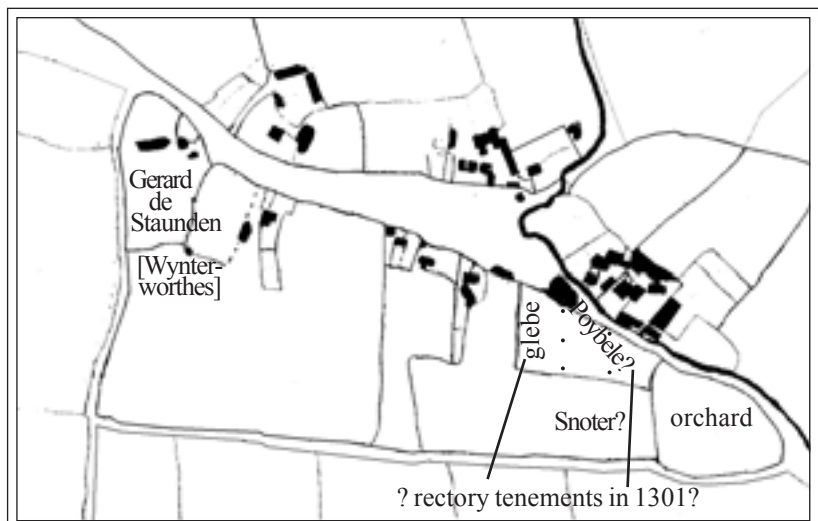 Gerard
de
Staunden
[Wynter-
worthes]
glebe
Poybele?
Snoter?
orchard
? rectory tenements in 1301?